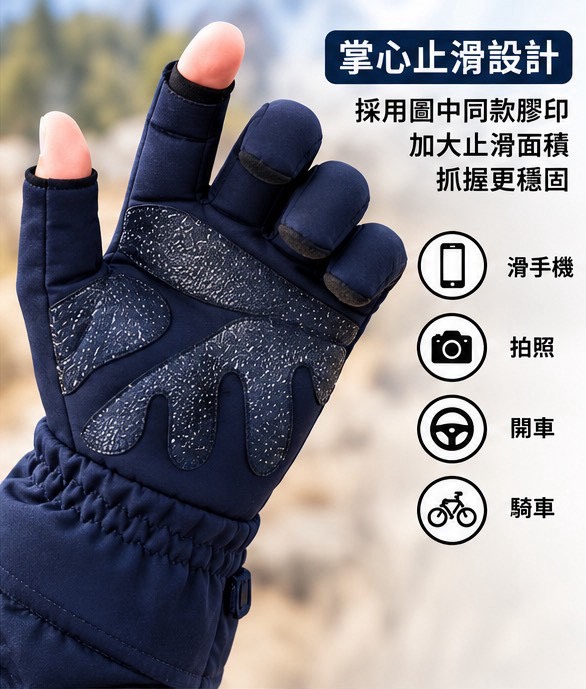 掌心止滑設計
採用圖中同款膠印
加大止滑面積
抓握更穩固
滑手機
拍照
開車
騎車